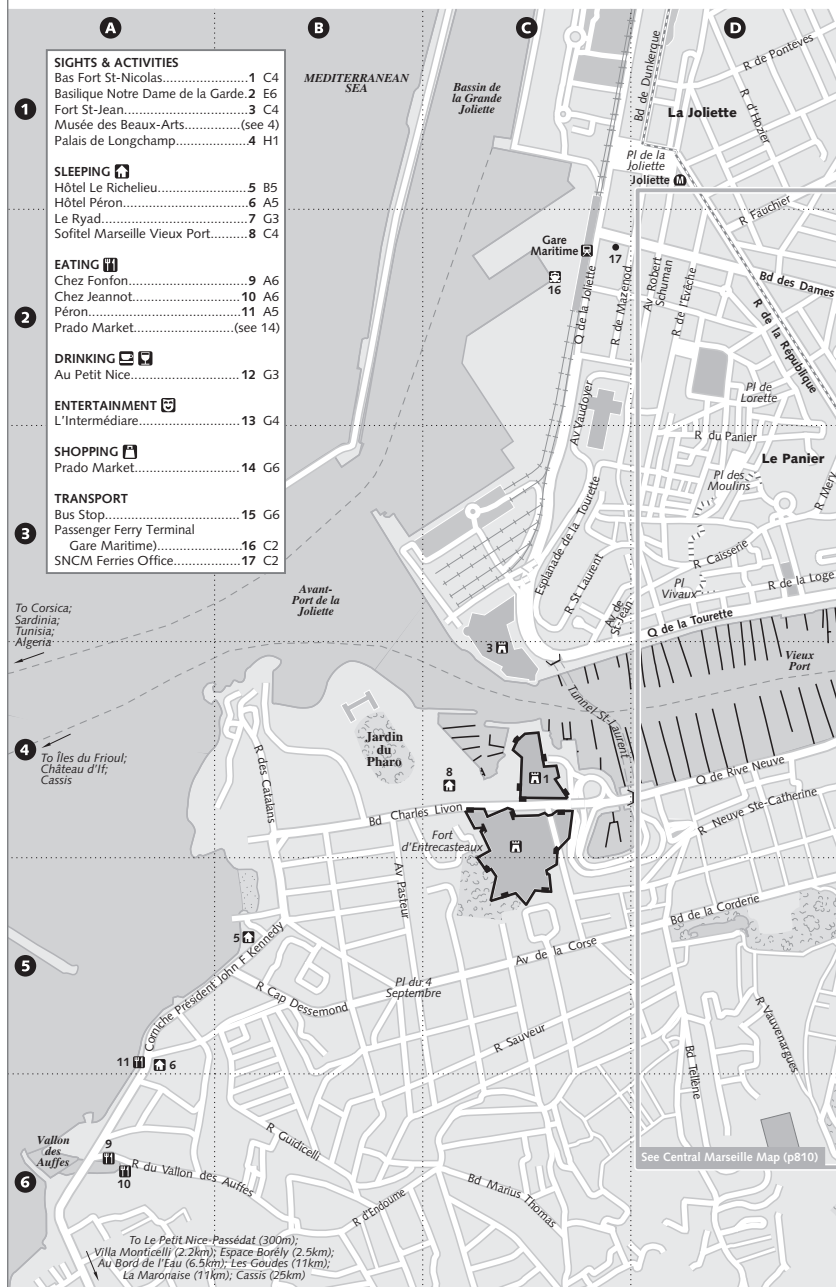 A B C D
SIGHTS & ACTIVITIES
Bas Fort St-Nicolas..........................1 C4
Basilique Notre Dame de la Garde.2 E6
Fort St-Jean....................................3 C4
Musée des Beaux-Arts..............(see 4)
Palais de Longchamp......................4 H1
SLEEPING
Hôtel Le Richelieu..........................5 B5
Hôtel Péron....................................6 A5
Le Ryad..........................................7 G3
Sofitel Marseille Vieux Port.........8 C4
EATING
Chez Fonfon...................................9 A6
Chez Jeannot................................10 A6
Péron.............................................11 A5
Prado Market..........................(see 14)
DRINKING
Au Petit Nice.................................12 G3
ENTERTAINMENT
L'Intermédiare...............................13 G4
SHOPPING
Prado Market.................................14 G6
TRANSPORT
Bus Stop........................................15 G6
Passenger Ferry Terminal
Gare Maritime)..........................16 C2
SNCM Ferries Office.....................17 C2
1
2
3
4
5
6
MEDITERRANEAN
SEA
Bassin de
la Grande
Joliette
Bd de Dunkerque
R de Pontevès
R d'Hozier
La Joliette
Pl de la
Joliette
Joliette M
R Fauchier
Gare
Maritime
17
16
Q de la Joliette
R de Mazenod
Av Robert
Schuman
R de l'Evêche
Bd des Dames
R de la République
Pl de
Lorette
Av Vaudoyer
R du Panier
Le Panier
Pl des
Moulins
R Mery
Esplanade de la Tourette
R Caisserie
R St Laurent
Pl
Vivaux
R de la Loge
Av de
St-Jean
Q de la Tourette
Avant-
Port de la
Joliette
To Corsica;
Sardinia;
Tunisia;
Algeria
3
Vieux
Port
Tunnel St-Laurent
To Îles du Frioul;
Château d'If;
Cassis
R des Catalans
Jardin
du
Pharo
8
1
Q de Rive Neuve
R Neuve Ste-Catherine
Bd Charles Livon
Fort
d'Entrecasteaux
Av Pasteur
Bd de la Corderie
5
Av de la Corse
Corniche Président John F Kennedy
Pl du 4
Septembre
R Cap Dessemond
R Sauveur
R Vauvenargues
Bd Tellène
11
6
Vallon
des
Auffes
9
10
R du Vallon des Auffes
R Guidicelli
R d'Endoume
Bd Marius Thomas
See Central Marseille Map (p810)
To Le Petit Nice-Passédat (300m);
Villa Monticelli (2.2km); Espace Borély (2.5km);
Au Bord de l'Eau (6.5km); Les Goudes (11km);
La Maronaise (11km); Cassis (25km)